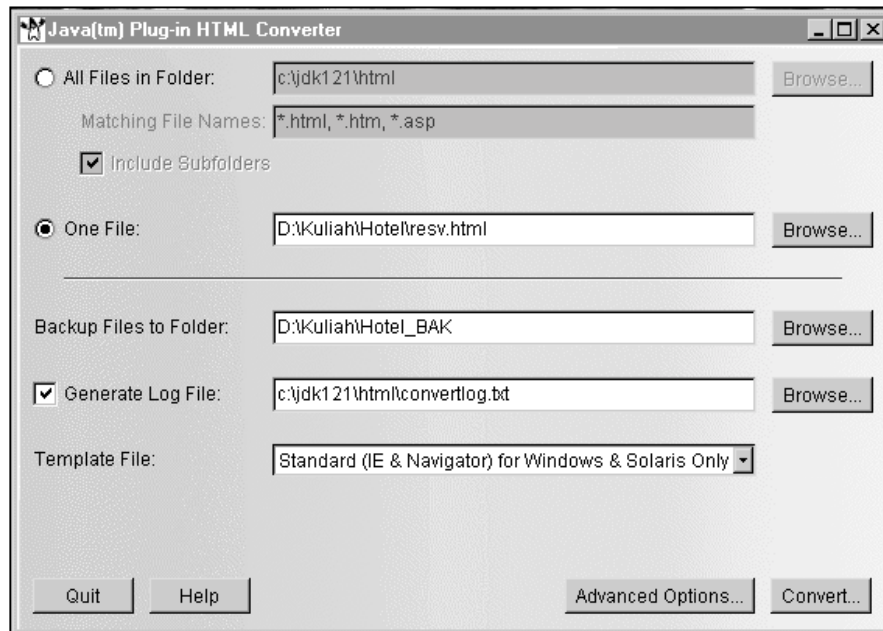 Java(tm) Plug-in HTML Converter
All Files in Folder: c:\jdk121\html Browse...
Matching File Names: *.html, *.htm, *.asp
Include Subfolders
One File: D:\Kuliah\Hotel\resv.html Browse...
Backup Files to Folder: D:\Kuliah\Hotel_BAK Browse...
Generate Log File: c:\jdk121\html\convertlog.txt Browse...
Template File: Standard (IE & Navigator) for Windows & Solaris Only
Quit Help Advanced Options... Convert...